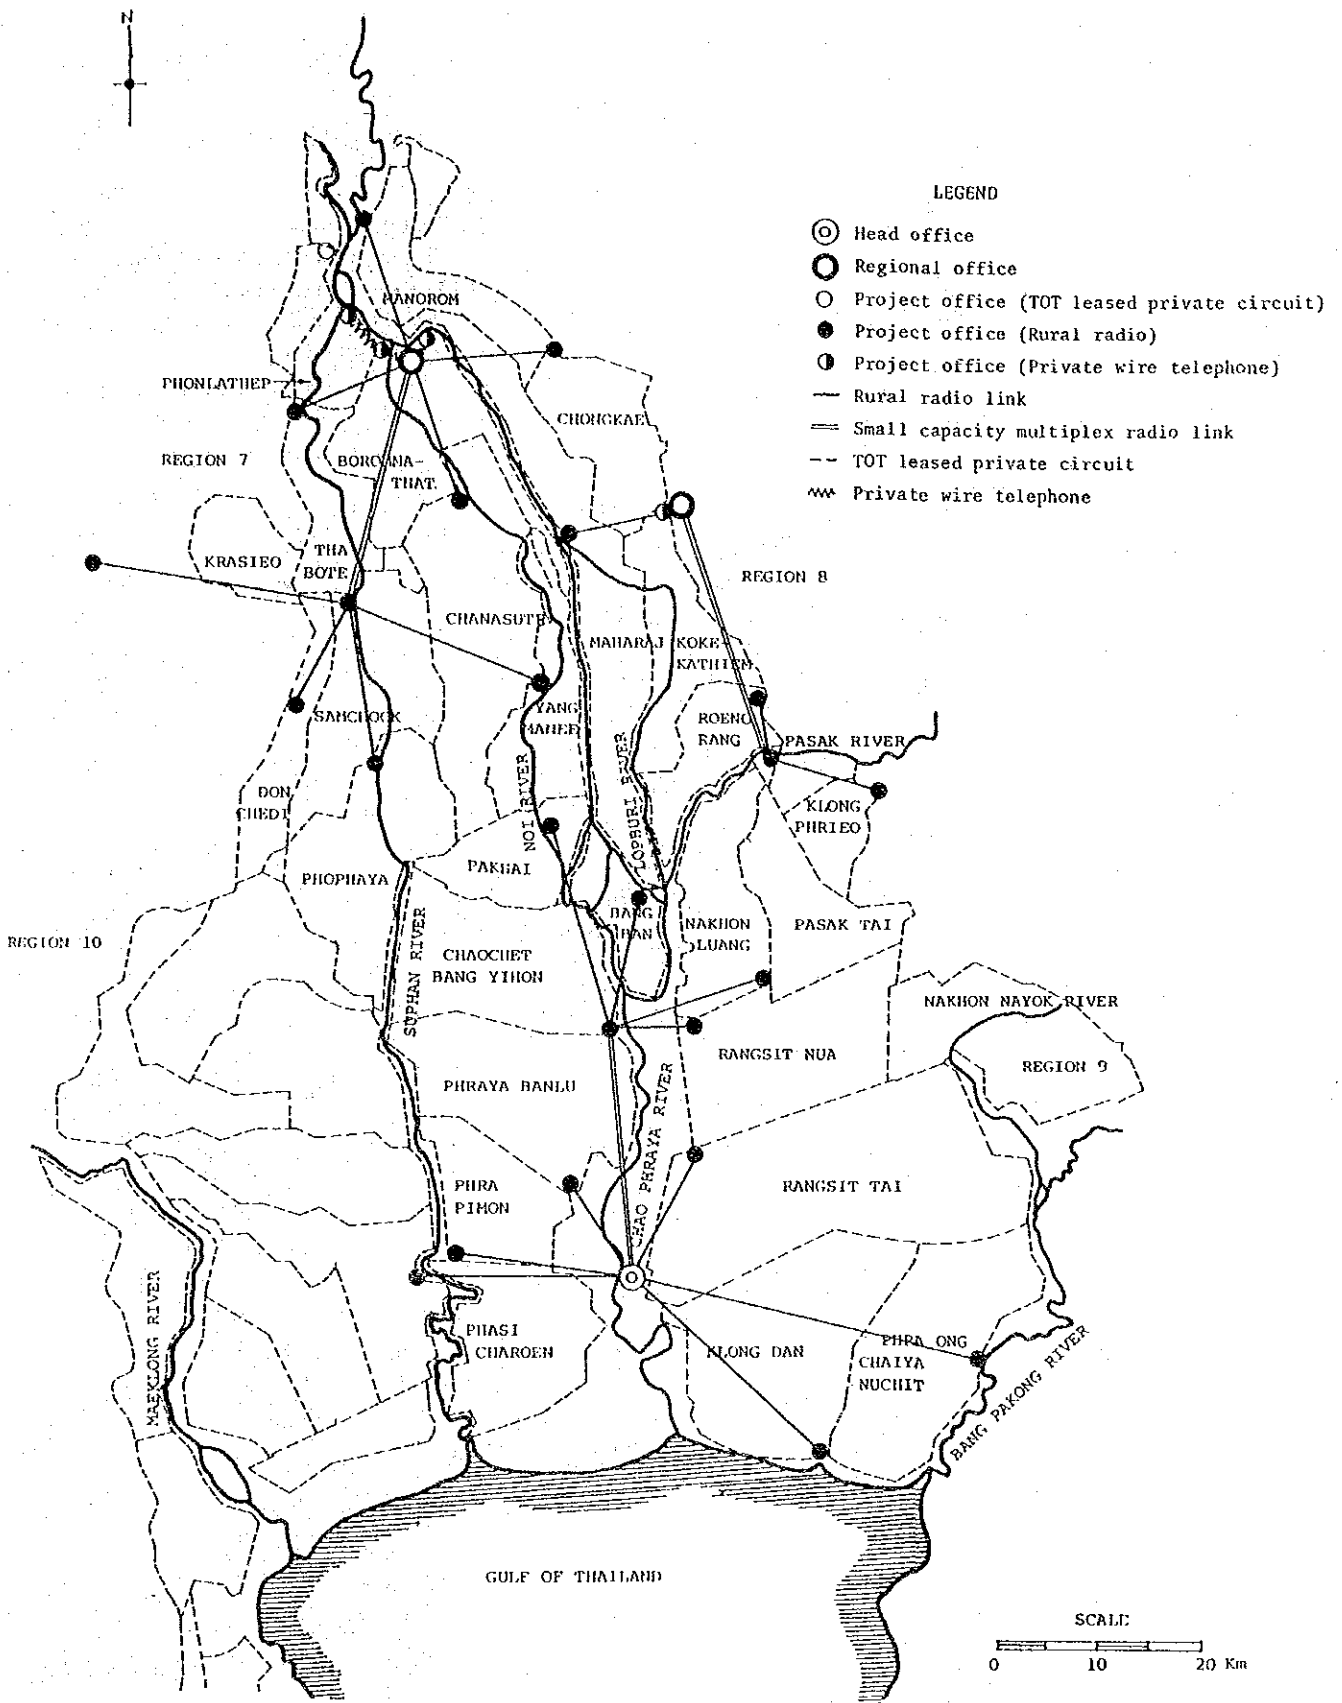 N
LEGEND
Head office
Regional office
Project office (TOT leased private circuit)
Project office (Rural radio)
Project office (Private wire telephone)
Rural radio link
Small capacity multiplex radio link
TOT leased private circuit
Private wire telephone
MANOROM
PHONLATHEP
CHONGKAE
REGION 7
BOROMNA-
THAT.
KRASIEO
THA
BOTE
REGION 8
CHANASUTR
MAHARAJ
KOKE-
KATHIEM
SAMCHOOK
YANG
MANEE
ROENG
RANG
PASAK RIVER
NOI RIVER
LOPBURI RIVER
DON
CHEDI
KLONG
PHRIEO
PHOPHAYA
PAKHAI
BANG
BAN
NAKHON
LUANG
PASAK TAI
REGION 10
SUPHAN RIVER
CHAOCHET
BANG YIHON
NAKHON NAYOK RIVER
RANGSIT NUA
REGION 9
PHRAYA BANLU
CHAO PHRAYA RIVER
PHRA
PIMON
RANGSIT TAI
MAEKLONG RIVER
PHASI
CHAROEN
KLONG DAN
PHRA ONG
CHAIYA
NUCHIT
BANG PAKONG RIVER
GULF OF THAILAND
SCALE
0 10 20 Km